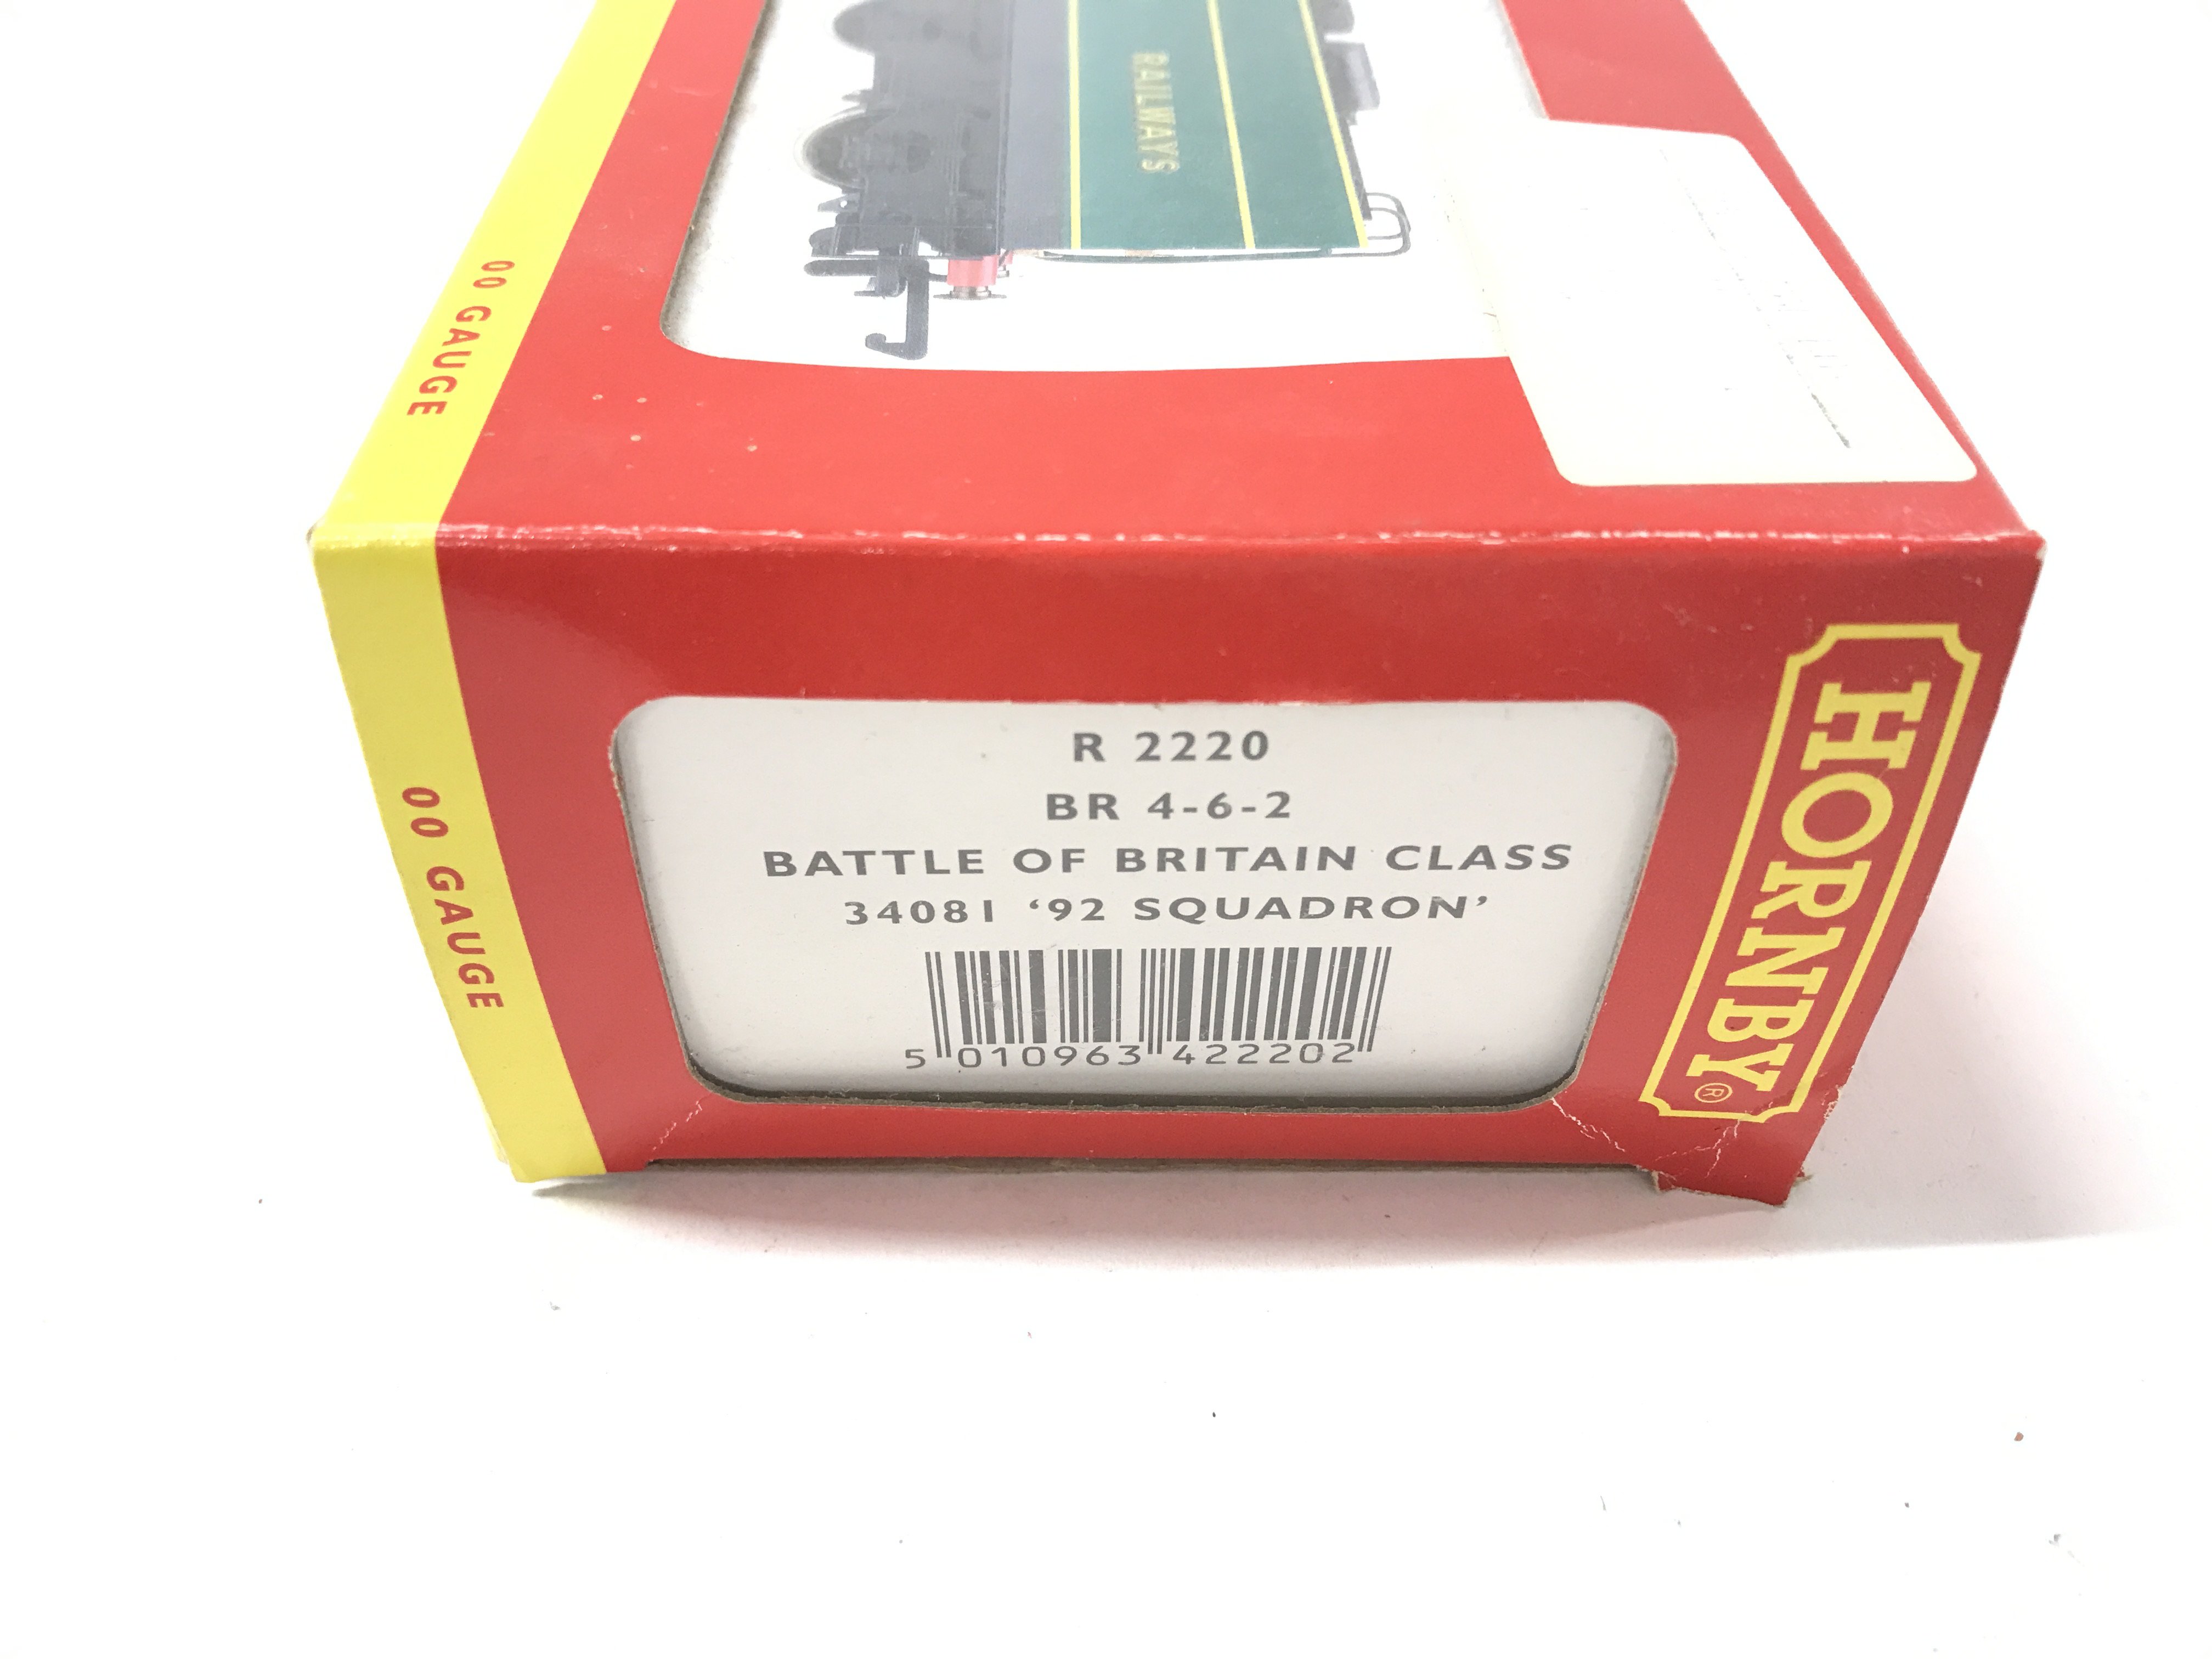 RAILWAYS
00 GAUGE
00 GAUGE
R 2220
BR 4-6-2
BATTLE OF BRITAIN CLASS
34081 ‘92 SQUADRON’
5 010963 422202
HORNBY®